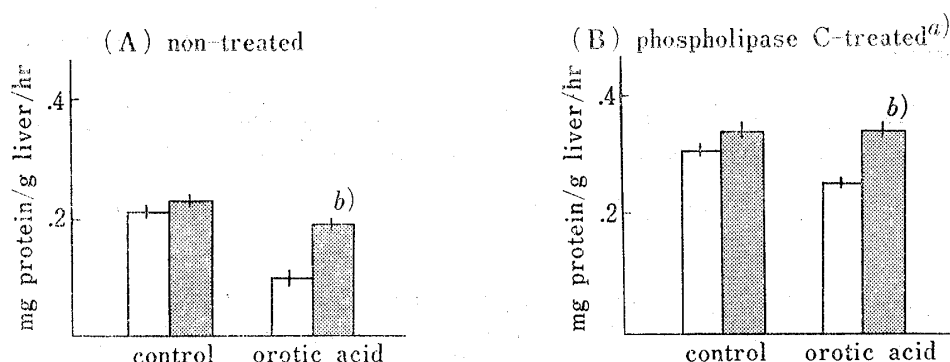 (A) non-treated
mg protein/g liver/hr
.4
.2
b)
control orotic acid
(B) phospholipase C-treated a)
mg protein/g liver/hr
.4
.2
b)
control orotic acid